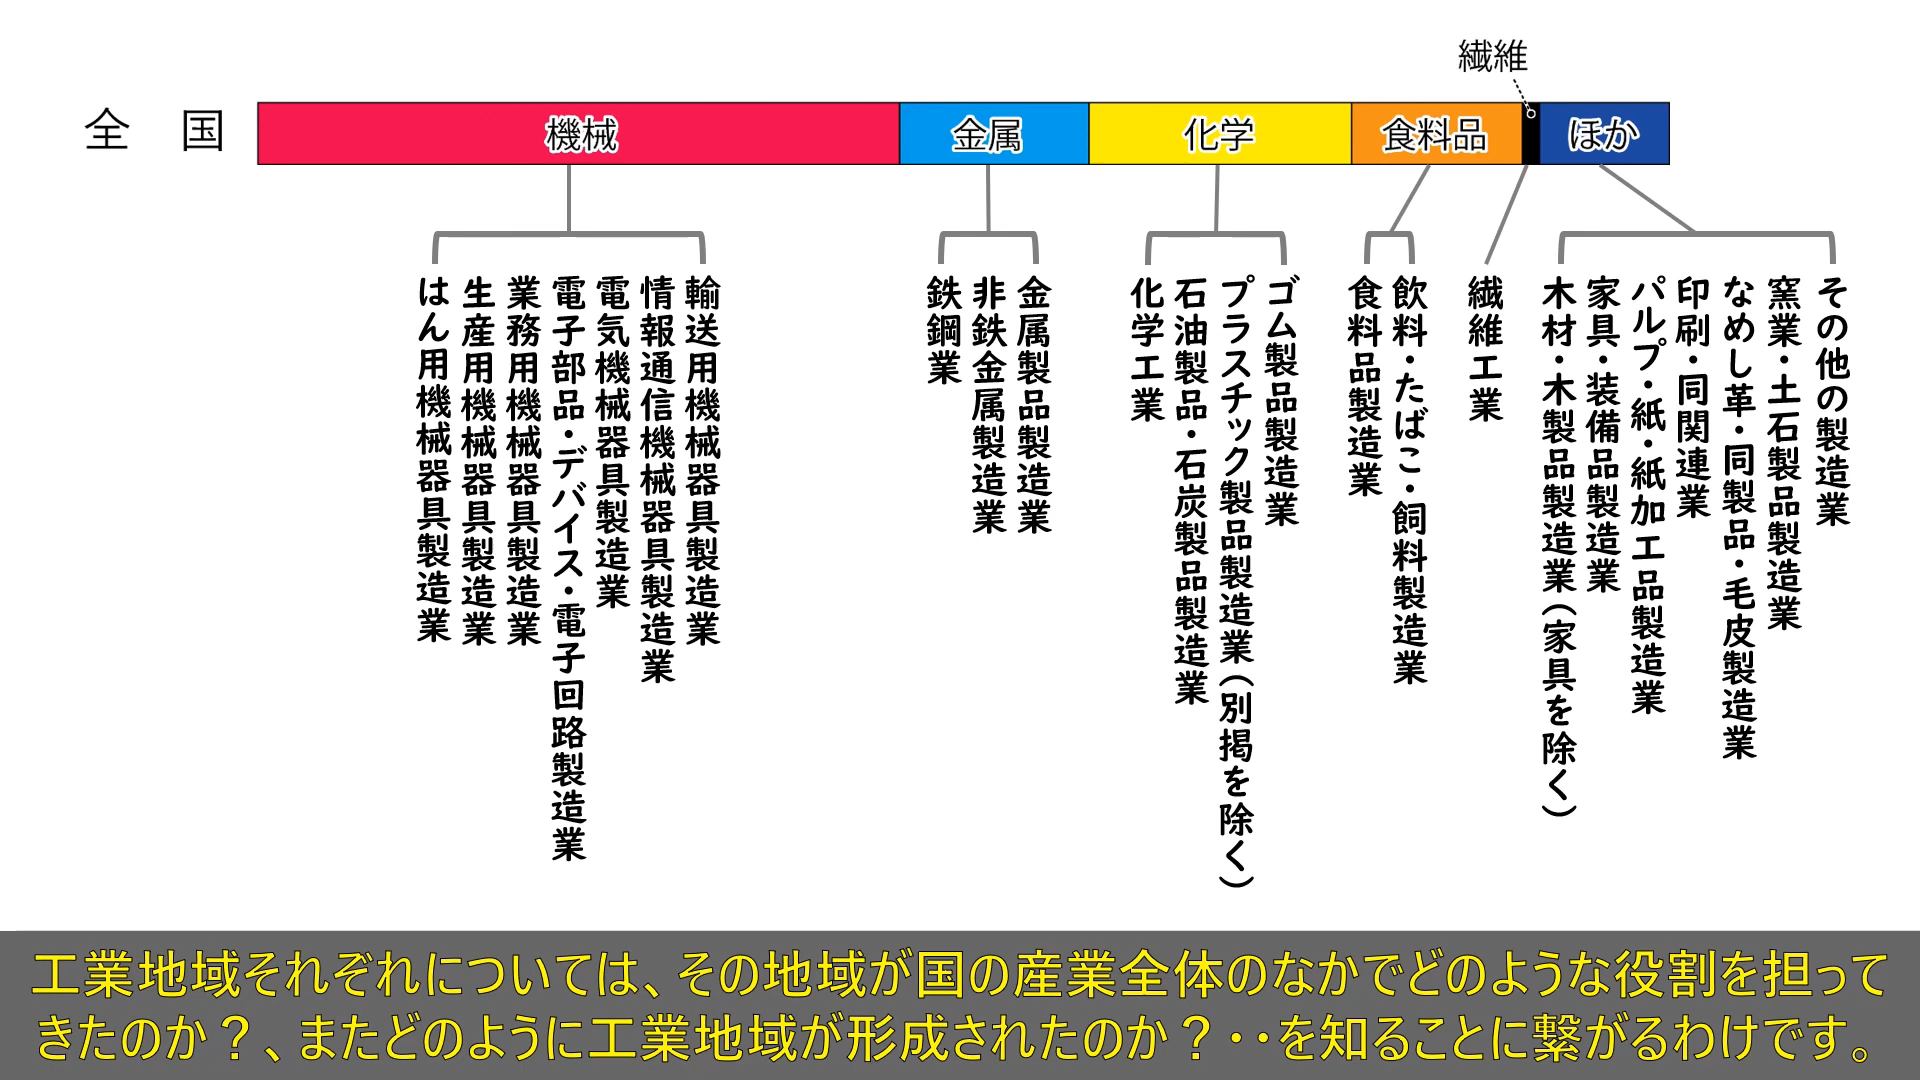 繊維
全国
機械
金属
化学
食料品
ほか
はん用機械器具製造業
生産用機械器具製造業
業務用機械器具製造業
電子部品・デバイス・電子回路製造業
電気機械器具製造業
情報通信機械器具製造業
輸送用機械器具製造業
鉄鋼業
非鉄金属製造業
金属製品製造業
化学工業
石油製品・石炭製品製造業
プラスチック製品製造業(別掲を除く)
ゴム製品製造業
食料品製造業
飲料・たばこ・飼料製造業
繊維工業
木材・木製品製造業(家具を除く)
家具・装備品製造業
パルプ・紙・紙加工品製造業
印刷・同関連業
なめし革・同製品・毛皮製造業
窯業・土石製品製造業
その他の製造業
工業地域それぞれについては、その地域が国の産業全体のなかでどのような役割を担って
きたのか？、またどのように工業地域が形成されたのか？・・を知ることに繋がるわけです。